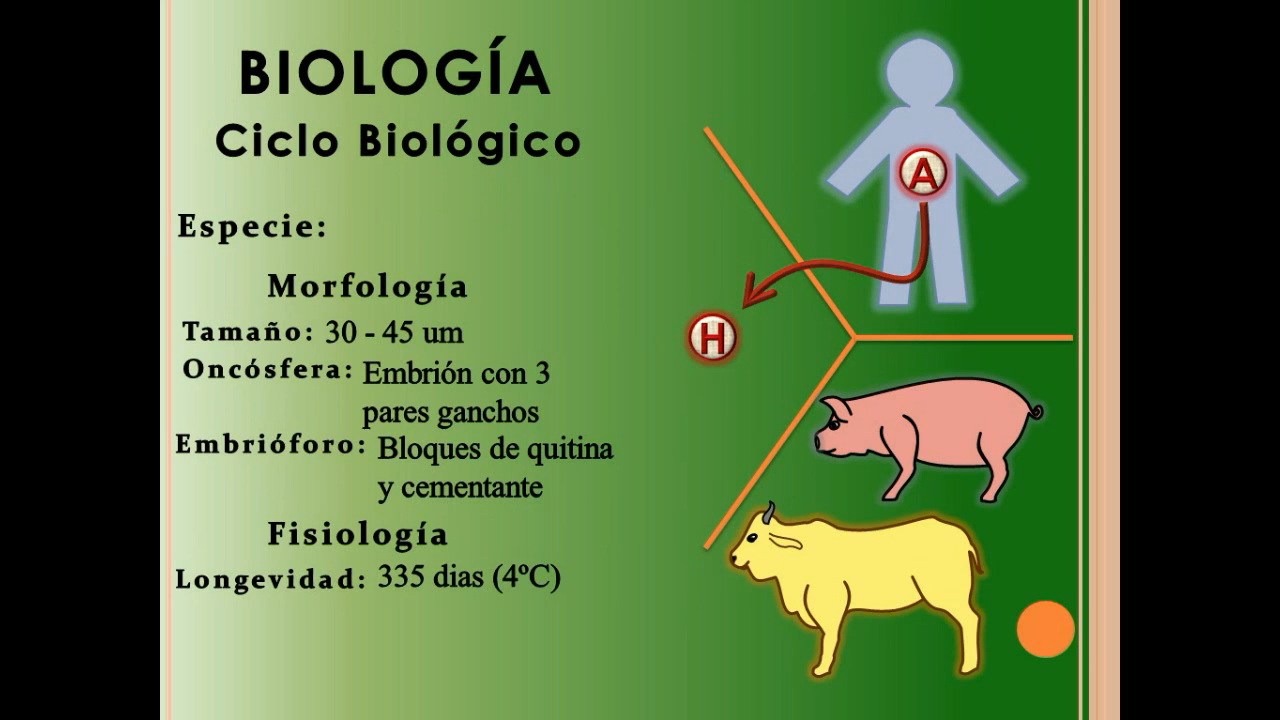 BIOLOGÍA
Ciclo Biológico
Especie:
Morfología
Tamaño: 30 - 45 um
Oncósfera: Embrión con 3
pares ganchos
Embrióforo: Bloques de quitina
y cementante
Fisiología
Longevidad: 335 dias (4ºC)
A
H